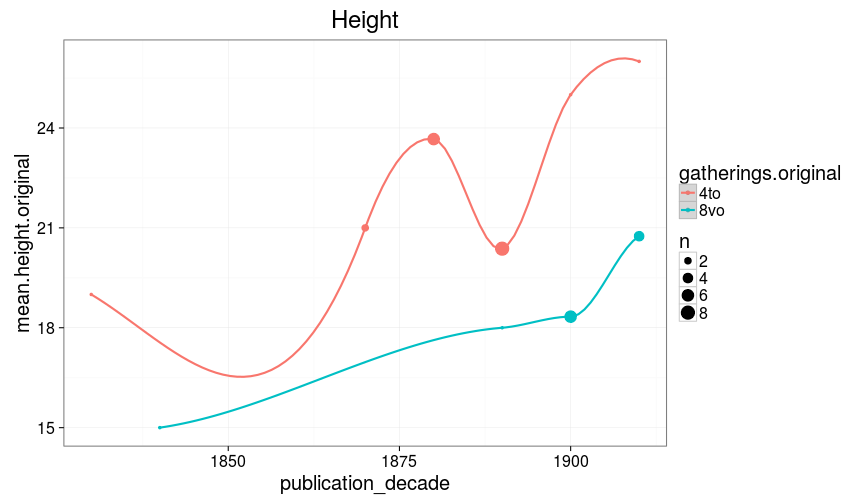 Height
mean.height.original
24
21
18
15
1850 1875 1900
publication_decade
gatherings.original
4to
8vo
n
2
4
6
8